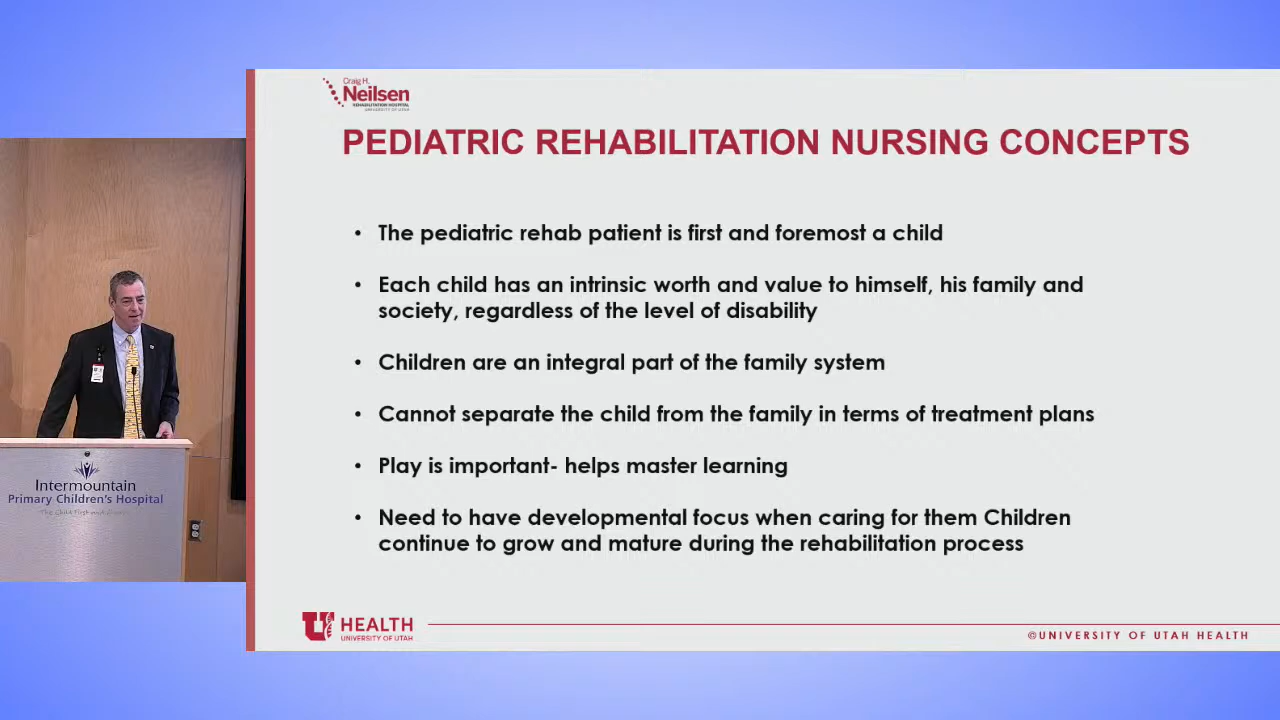 Craig H.
Neilsen
REHABILITATION HOSPITAL
UNIVERSITY OF UTAH
PEDIATRIC REHABILITATION NURSING CONCEPTS
• The pediatric rehab patient is first and foremost a child
• Each child has an intrinsic worth and value to himself, his family and
society, regardless of the level of disability
• Children are an integral part of the family system
• Cannot separate the child from the family in terms of treatment plans
• Play is important- helps master learning
• Need to have developmental focus when caring for them Children
continue to grow and mature during the rehabilitation process
Intermountain
Primary Children's Hospital
The Child First and Always
U HEALTH
UNIVERSITY OF UTAH
©UNIVERSITY OF UTAH HEALTH